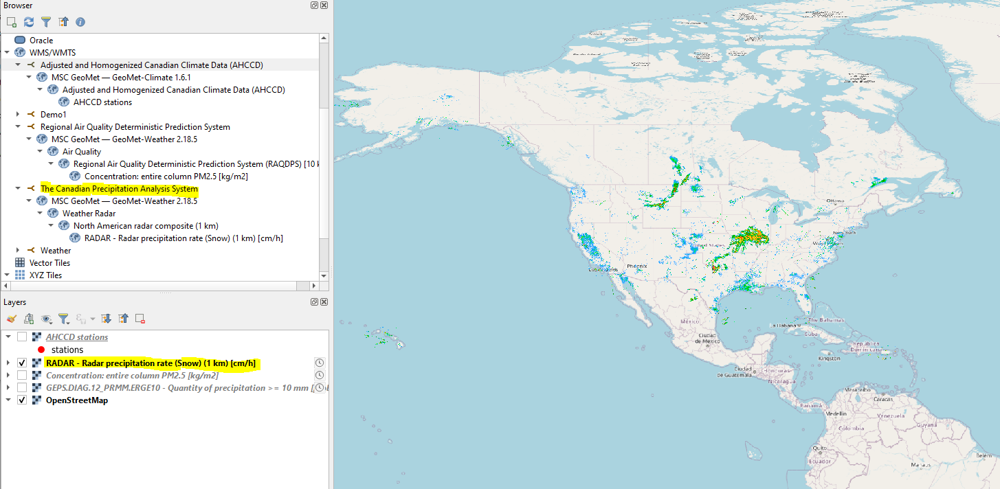 Browser
Oracle
WMS/WMTS
Adjusted and Homogenized Canadian Climate Data (AHCCD)
MSC GeoMet — GeoMet-Climate 1.6.1
Adjusted and Homogenized Canadian Climate Data (AHCCD)
AHCCD stations
Demo1
Regional Air Quality Deterministic Prediction System
MSC GeoMet — GeoMet-Weather 2.18.5
Air Quality
Regional Air Quality Deterministic Prediction System (RAQDPS) [10 k
Concentration: entire column PM2.5 [kg/m2]
The Canadian Precipitation Analysis System
MSC GeoMet — GeoMet-Weather 2.18.5
Weather Radar
North American radar composite (1 km)
RADAR - Radar precipitation rate (Snow) (1 km) [cm/h]
Weather
Vector Tiles
XYZ Tiles
Layers
AHCCD stations
stations
RADAR - Radar precipitation rate (Snow) (1 km) [cm/h]
Concentration: entire column PM2.5 [kg/m2]
GEPS.DIAG.12_PRMM.ERGE10 - Quantity of precipitation >= 10 mm [
OpenStreetMap
Ottawa
New York
United States
Phoenix
Los Angeles
México
Ciudad
de México
La Habana
The Bahamas
Cuba
Kingston
República
Dominicana
Ciudad
de Guatemala
Honduras
Nicaragua
Maracaibo
Caracas
Panamá
Medellín
Venezuela
Colombia
Guyana
Quito
Ecuador
Belém
Manaus